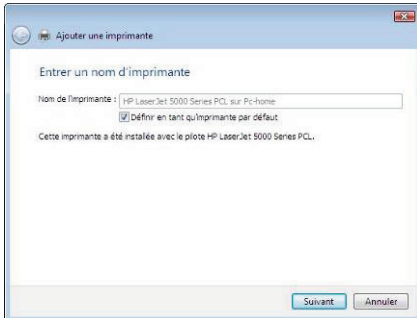 Ajouter une imprimante
Entrer un nom d'imprimante
Nom de l'imprimante : HP LaserJet 5000 Series PCL sur Pc-home
Définir en tant qu'imprimante par défaut
Cette imprimante a été installée avec le pilote HP LaserJet 5000 Series PCL.
Suivant Annuler